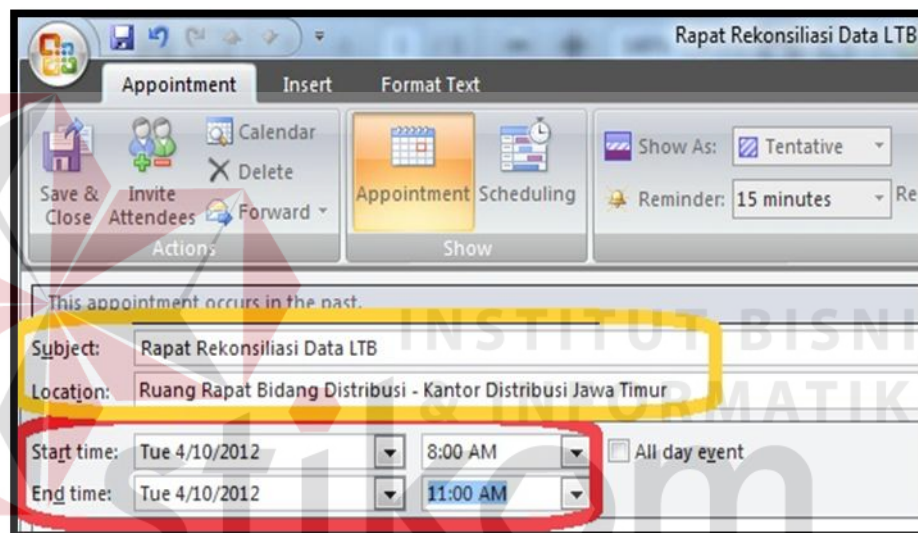 Rapat Rekonsiliasi Data LTB
Appointment Insert Format Text
Save & Close
Invite Attendees
Calendar
Delete
Forward
Actions
Appointment
Scheduling
Show
Show As: Tentative
Reminder: 15 minutes
Re
This appointment occurs in the past.
Subject: Rapat Rekonsiliasi Data LTB
Location: Ruang Rapat Bidang Distribusi - Kantor Distribusi Jawa Timur
Start time: Tue 4/10/2012 8:00 AM All day event
End time: Tue 4/10/2012 11:00 AM
INSTITUT BISNI
& INFORMATIK
stikom